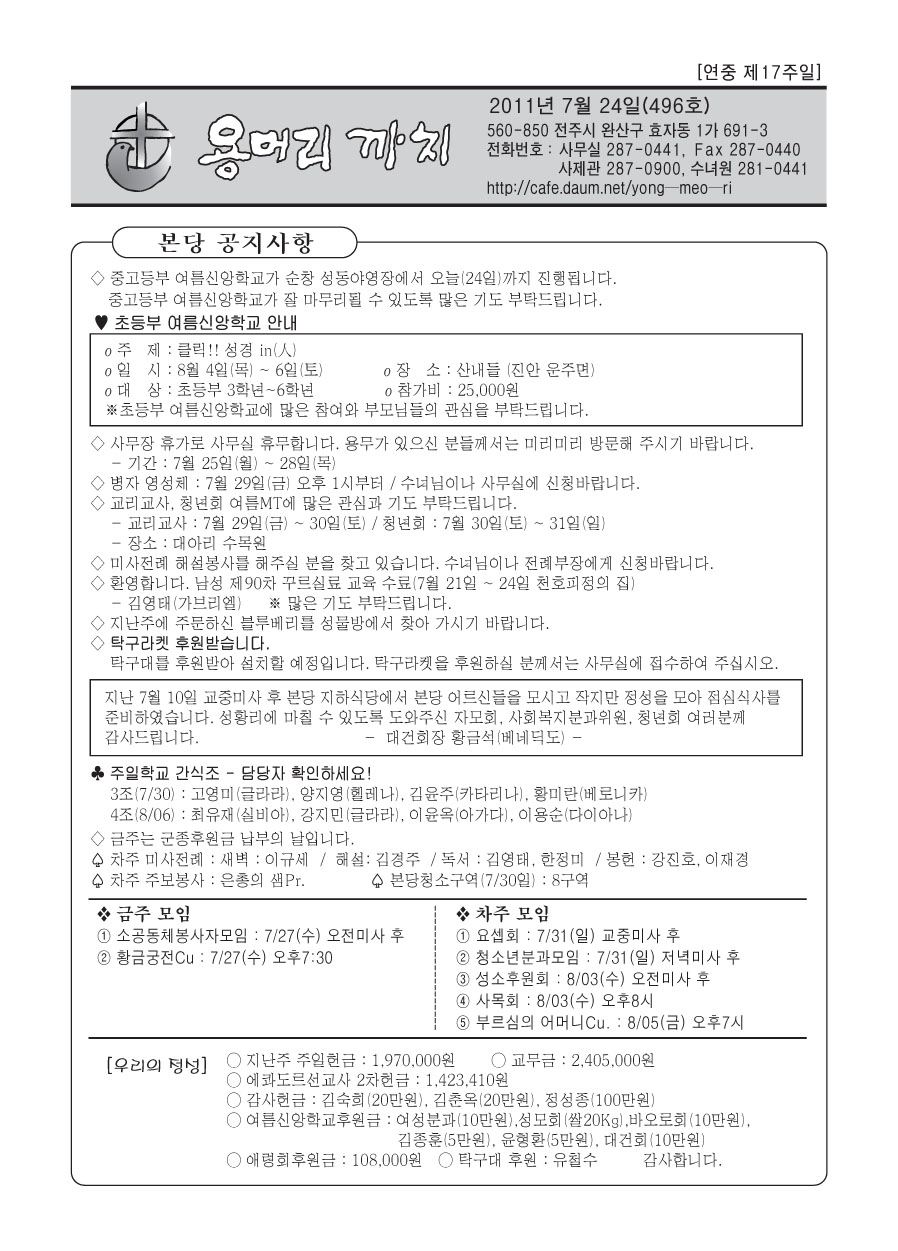 [연중 제17주일]
용머리 까치
2011년 7월 24일(496호)
560-850 전주시 완산구 효자동 1가 691-3
전화번호 : 사무실 287-0441, Fax 287-0440
사제관 287-0900, 수녀원 281-0441
http://cafe.daum.net/yong-meo-ri
본당 공지사항
◇ 중고등부 여름신앙학교가 순창 성동야영장에서 오늘(24일)까지 진행됩니다.
중고등부 여름신앙학교가 잘 마무리될 수 있도록 많은 기도 부탁드립니다.
♥ 초등부 여름신앙학교 안내
o 주 제 : 클릭!! 성경 in(人)
o 일 시 : 8월 4일(목) ~ 6일(토) o 장 소 : 산내들 (진안 운주면)
o 대 상 : 초등부 3학년~6학년 o 참가비 : 25,000원
※초등부 여름신앙학교에 많은 참여와 부모님들의 관심을 부탁드립니다.
◇ 사무장 휴가로 사무실 휴무합니다. 용무가 있으신 분들께서는 미리미리 방문해 주시기 바랍니다.
- 기간 : 7월 25일(월) ~ 28일(목)
◇ 병자 영성체 : 7월 29일(금) 오후 1시부터 / 수녀님이나 사무실에 신청바랍니다.
◇ 교리교사, 청년회 여름MT에 많은 관심과 기도 부탁드립니다.
- 교리교사 : 7월 29일(금) ~ 30일(토) / 청년회 : 7월 30일(토) ~ 31일(일)
- 장소 : 대아리 수목원
◇ 미사전례 해설봉사를 해주실 분을 찾고 있습니다. 수녀님이나 전례부장에게 신청바랍니다.
◇ 환영합니다. 남성 제90차 꾸르실료 교육 수료(7월 21일 ~ 24일 천호피정의 집)
- 김영태(가브리엘) ※ 많은 기도 부탁드립니다.
◇ 지난주에 주문하신 블루베리를 성물방에서 찾아 가시기 바랍니다.
◇ 탁구라켓 후원받습니다.
탁구대를 후원받아 설치할 예정입니다. 탁구라켓을 후원하실 분께서는 사무실에 접수하여 주십시오.
지난 7월 10일 교중미사 후 본당 지하식당에서 본당 어르신들을 모시고 작지만 정성을 모아 점심식사를
준비하였습니다. 성황리에 마칠 수 있도록 도와주신 자모회, 사회복지분과위원, 청년회 여러분께
감사드립니다. - 대건회장 황금석(베네딕도) -
♣ 주일학교 간식조 - 담당자 확인하세요!
3조(7/30) : 고영미(글라라), 양지영(헬레나), 김윤주(카타리나), 황미란(베로니카)
4조(8/06) : 최유재(실비아), 강지민(글라라), 이윤옥(아가다), 이용순(다이아나)
◇ 금주는 군종후원금 납부의 날입니다.
♤ 차주 미사전례 : 새벽 : 이규세 / 해설: 김경주 / 독서 : 김영태, 한정미 / 봉헌 : 강진호, 이재경
♤ 차주 주보봉사 : 은총의 샘Pr. ♤ 본당청소구역(7/30일) : 8구역
❖ 금주 모임
① 소공동체봉사자모임 : 7/27(수) 오전미사 후
② 황금궁전Cu : 7/27(수) 오후7:30
❖ 차주 모임
① 요셉회 : 7/31(일) 교중미사 후
② 청소년분과모임 : 7/31(일) 저녁미사 후
③ 성소후원회 : 8/03(수) 오전미사 후
④ 사목회 : 8/03(수) 오후8시
⑤ 부르심의 어머니Cu. : 8/05(금) 오후7시
[우리의 정성] ○ 지난주 주일헌금 : 1,970,000원 ○ 교무금 : 2,405,000원
○ 에콰도르선교사 2차헌금 : 1,423,410원
○ 감사헌금 : 김숙희(20만원), 김춘옥(20만원), 정성종(100만원)
○ 여름신앙학교후원금 : 여성분과(10만원),성모회(쌀20Kg),바오로회(10만원),
김종훈(5만원), 윤형환(5만원), 대건회(10만원)
○ 애령회후원금 : 108,000원 ○ 탁구대 후원 : 유철수 감사합니다.